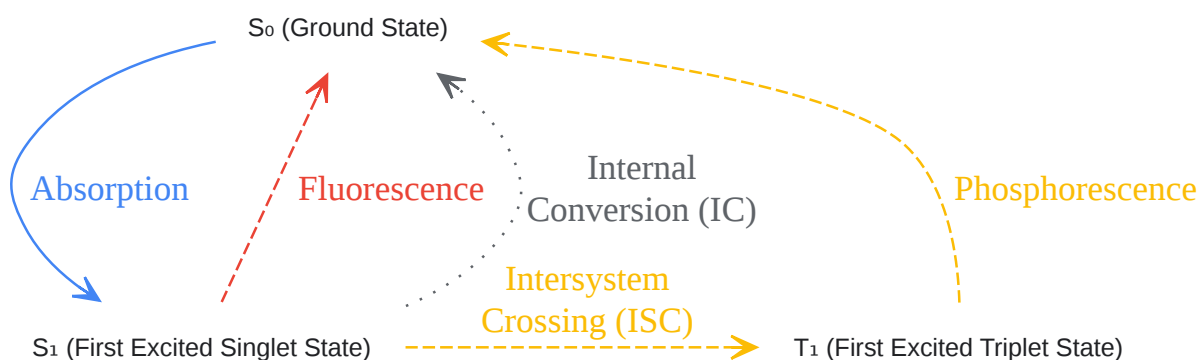 S₀ (Ground State)
Absorption
Fluorescence
Internal
Conversion (IC)
Phosphorescence
Intersystem
Crossing (ISC)
S₁ (First Excited Singlet State)
T₁ (First Excited Triplet State)